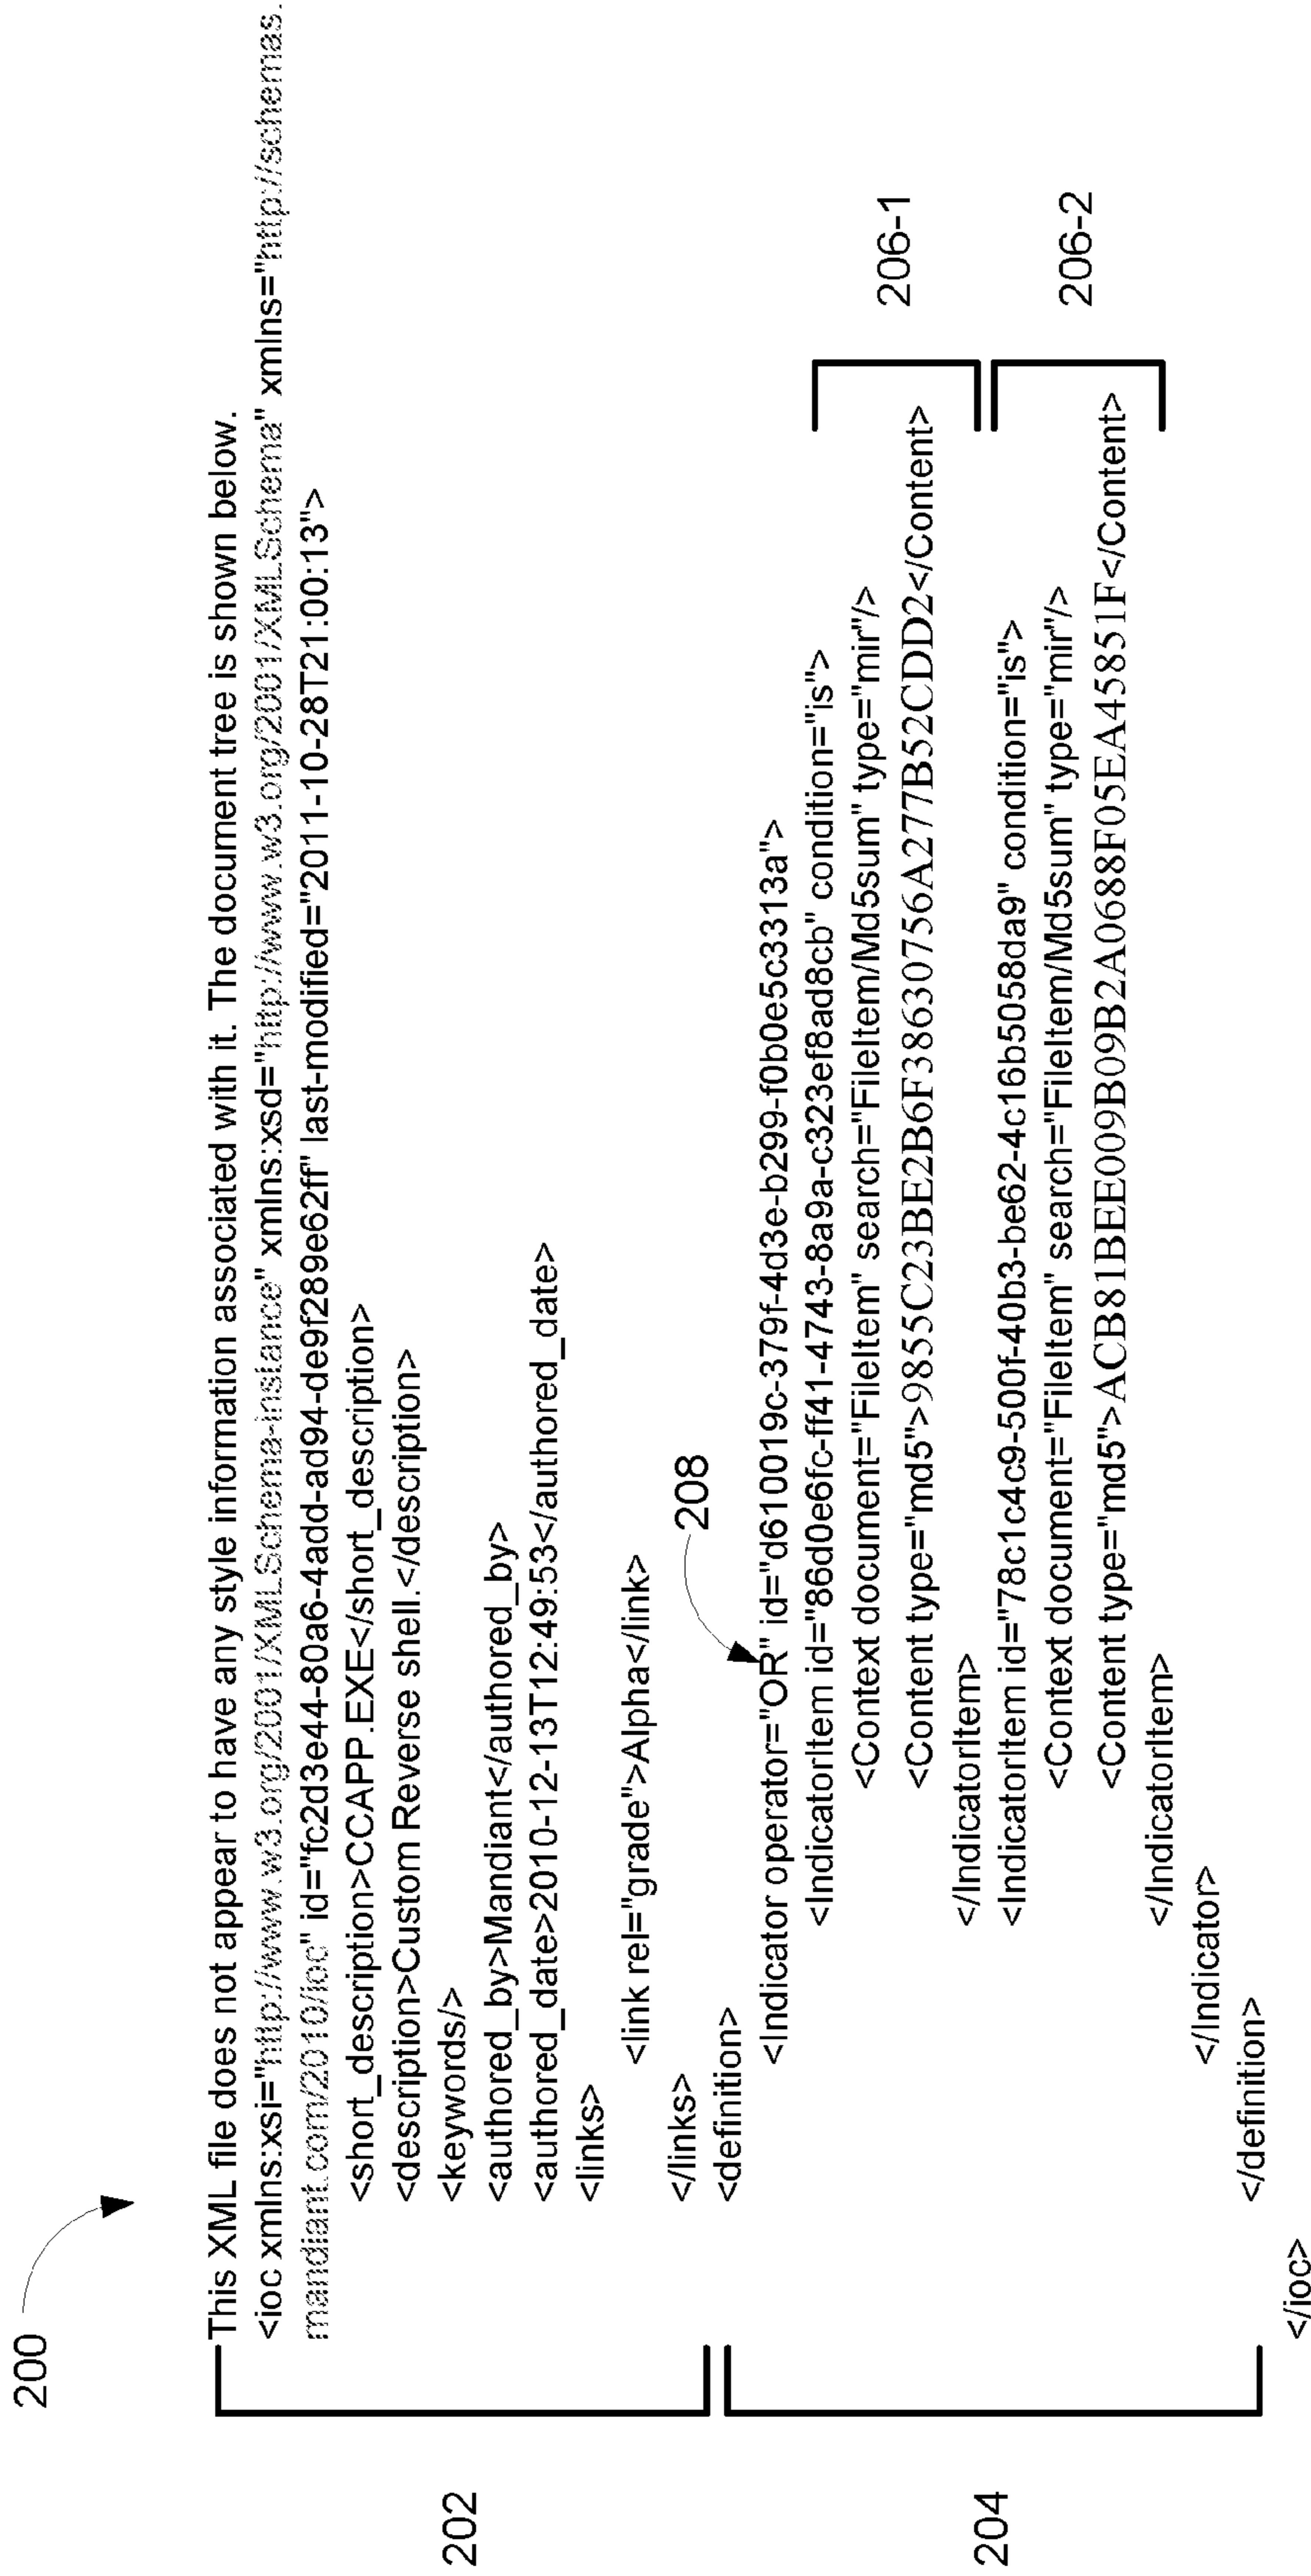 200
This XML file does not appear to have any style information associated with it. The document tree is shown below.
<ioc xmlns:xsi="http://www.w3.org/2001/XMLSchema-instance" xmlns:xsd="http://www.w3.org/2001/XMLSchema" xmlns="http://schemas.
mandiant.com/2010/ioc" id="fc2d3e44-80a6-4add-ad94-de9f289e62ff" last-modified="2011-10-28T21:00:13">
<short_description>CCAPP.EXE</short_description>
<description>Custom Reverse shell.</description>
<keywords/>
202
<authored_by>Mandiant</authored_by>
<authored_date>2010-12-13T12:49:53</authored_date>
<links>
<link rel="grade">Alpha</link>
</links>
208
<definition>
<Indicator operator="OR" id="d610019c-379f-4d3e-b299-f0b0e5c3313a">
<IndicatorItem id="86d0e6fc-ff41-4743-8a9a-c323ef8ad8cb" condition="is">
<Context document="FileItem" search="FileItem/Md5sum" type="mir"/>
206-1
<Content type="md5">9855C23BE2B6F38630756A277B52CDD2</Content>
</IndicatorItem>
204
<IndicatorItem id="78c1c4c9-500f-40b3-be62-4c16b5058da9" condition="is">
<Context document="FileItem" search="FileItem/Md5sum" type="mir"/>
206-2
<Content type="md5">ACB81BEE009B09B2A0688F05EA45851F</Content>
</IndicatorItem>
</Indicator>
</definition>
</ioc>